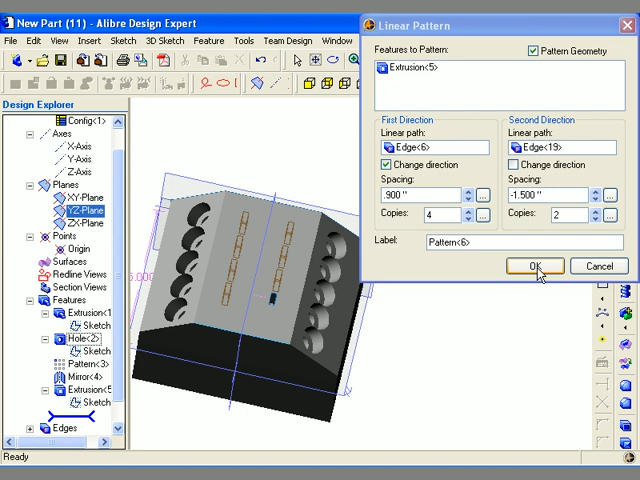 New Part (11) - Alibre Design Expert
File Edit View Insert Sketch 3D Sketch Feature Tools Team Design Window
Design Explorer
Config<1>
Axes
X-Axis
Y-Axis
Z-Axis
Planes
XY-Plane
YZ-Plane
ZX-Plane
Points
Origin
Surfaces
Redline Views
Section Views
Features
Extrusion<1
Sketch
Hole<2>
Sketch
Pattern<3>
Mirror<4>
Extrusion<5
Sketch
Edges
Ready
5.000
Linear Pattern
Features to Pattern:
Pattern Geometry
Extrusion<5>
First Direction
Second Direction
Linear path:
Linear path:
Edge<6>
Edge<19>
Change direction
Change direction
Spacing:
Spacing:
.900 "
...
-1.500 "
...
Copies:
4
...
Copies:
2
...
Label:
Pattern<6>
OK
Cancel